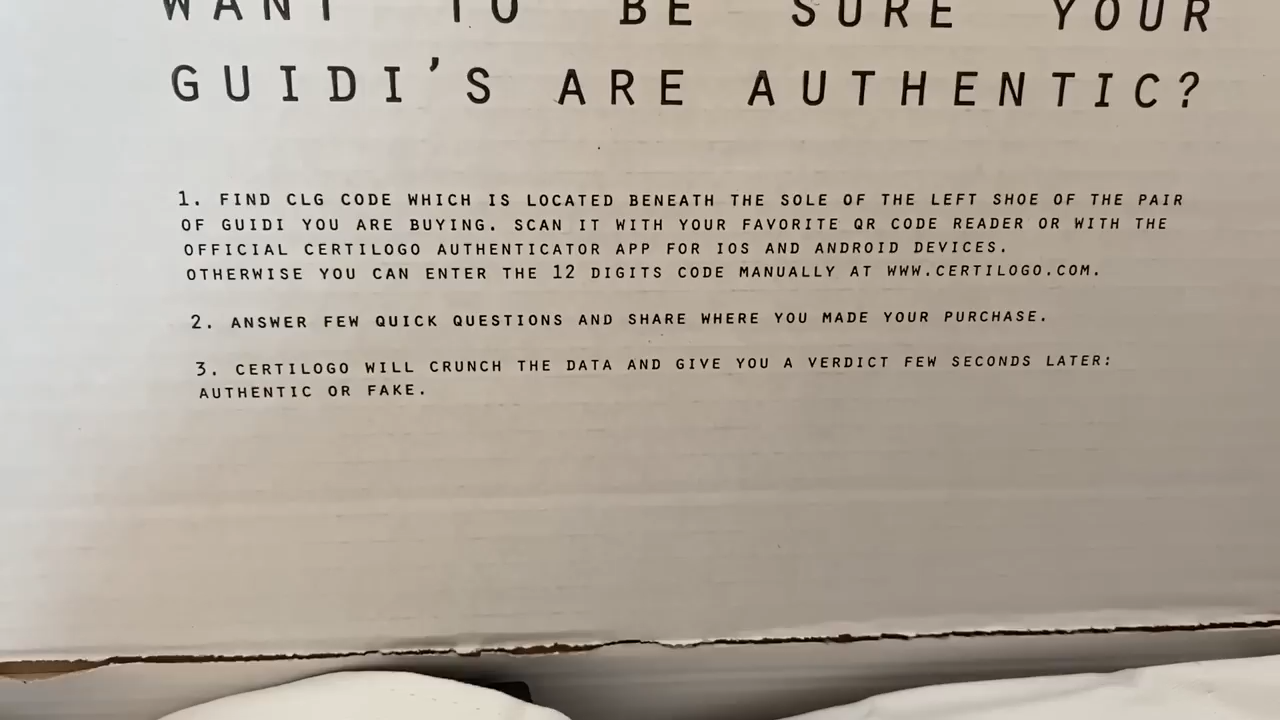 WANT TO BE SURE YOUR
GUIDI'S ARE AUTHENTIC?
1. FIND CLG CODE WHICH IS LOCATED BENEATH THE SOLE OF THE LEFT SHOE OF THE PAIR
OF GUIDI YOU ARE BUYING. SCAN IT WITH YOUR FAVORITE QR CODE READER OR WITH THE
OFFICIAL CERTILOGO AUTHENTICATOR APP FOR IOS AND ANDROID DEVICES.
OTHERWISE YOU CAN ENTER THE 12 DIGITS CODE MANUALLY AT WWW.CERTILOGO.COM.
2. ANSWER FEW QUICK QUESTIONS AND SHARE WHERE YOU MADE YOUR PURCHASE.
3. CERTILOGO WILL CRUNCH THE DATA AND GIVE YOU A VERDICT FEW SECONDS LATER:
AUTHENTIC OR FAKE.